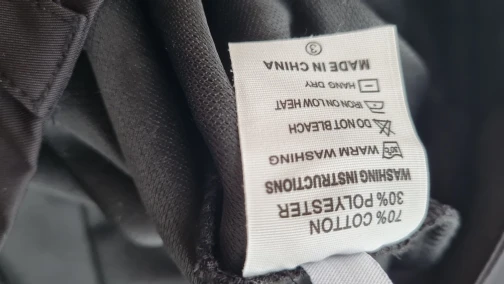 70% COTTON
30% POLYESTER
WASHING INSTRUCTIONS
WARM WASHING
DO NOT BLEACH
IRON ON LOW HEAT
HANG DRY
MADE IN CHINA
③